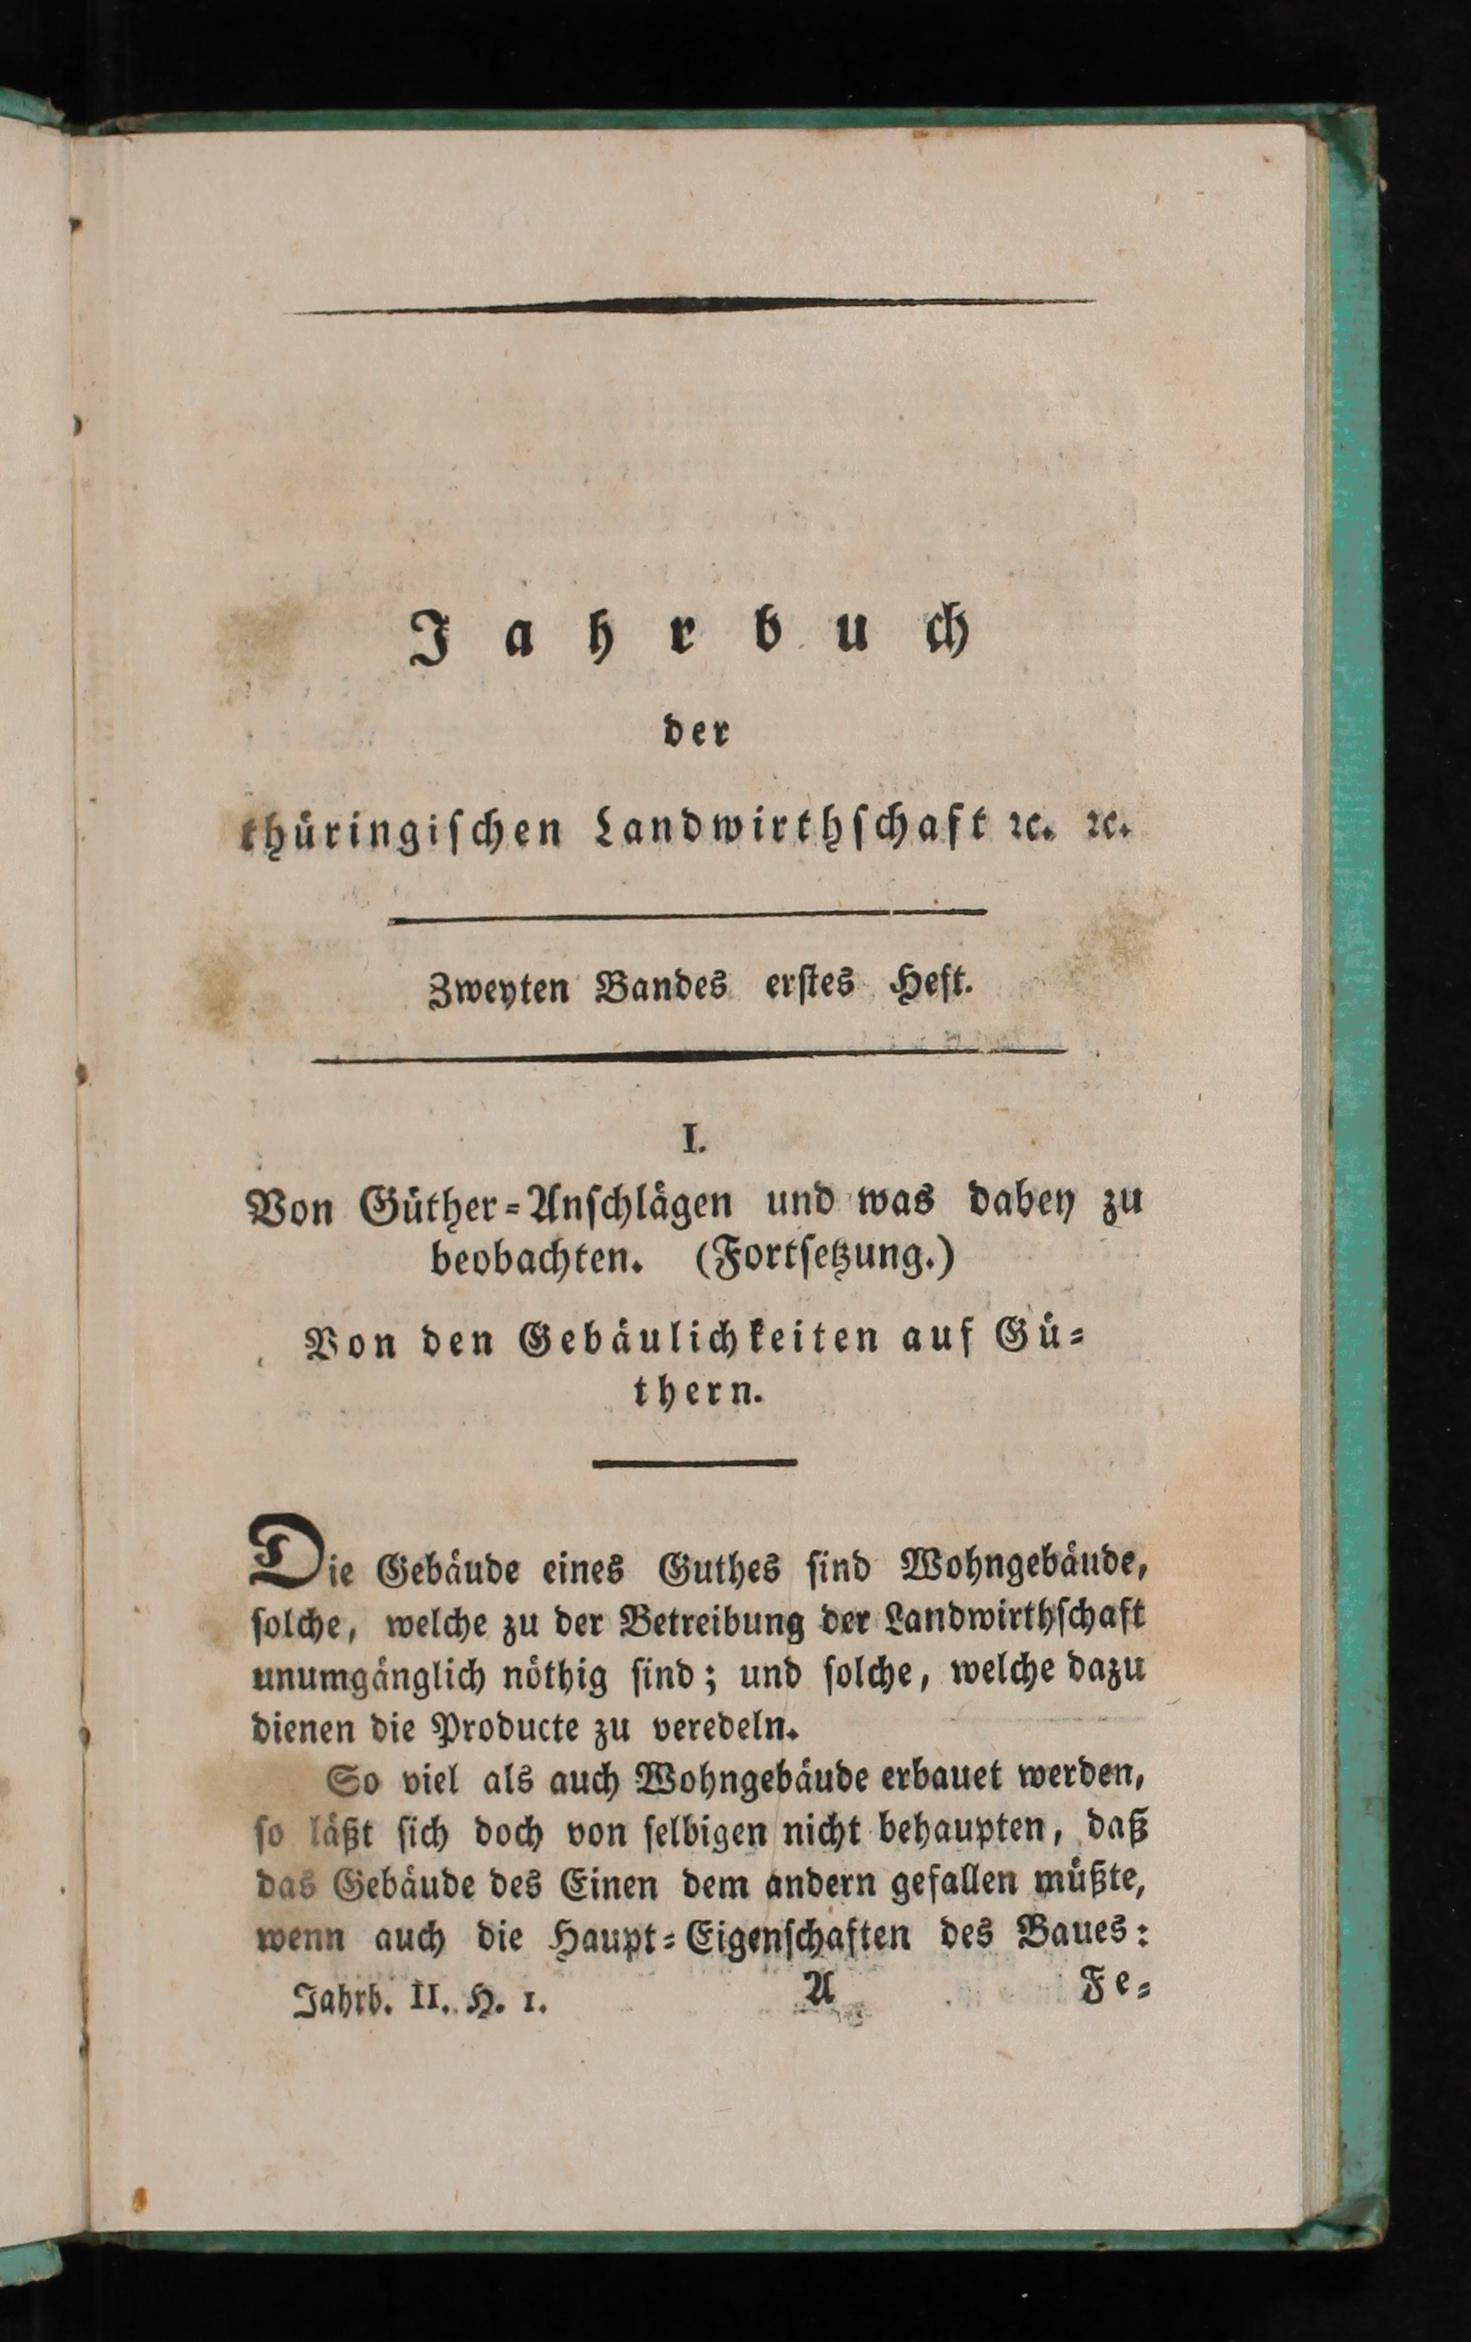 Jahrbuch
der
thüringischen Landwirthschaft ꝛc. ꝛc.
Zweyten Bandes erstes Heft.
I.
Von Güther-Anschlägen und was dabey zu
beobachten. (Fortsetzung.)
Von den Gebäulichkeiten auf Gü-
thern.
Die Gebäude eines Guthes sind Wohngebäude,
solche, welche zu der Betreibung der Landwirthschaft
unumgänglich nöthig sind; und solche, welche dazu
dienen die Producte zu veredeln.
So viel als auch Wohngebäude erbauet werden,
so läßt sich doch von selbigen nicht behaupten, daß
das Gebäude des Einen dem andern gefallen müßte,
wenn auch die Haupt-Eigenschaften des Baues:
Jahrb. II. H. 1. A Fe-